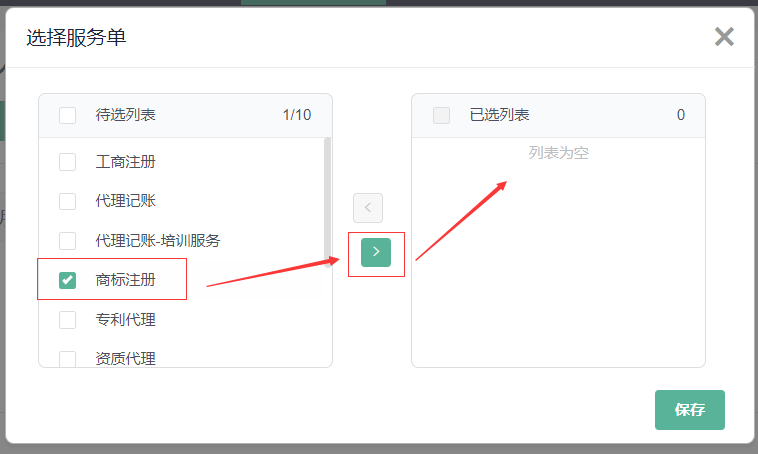 选择服务单
待选列表 1/10
工商注册
代理记账
代理记账-培训服务
商标注册
专利代理
资质代理
已选列表 0
列表为空
保存